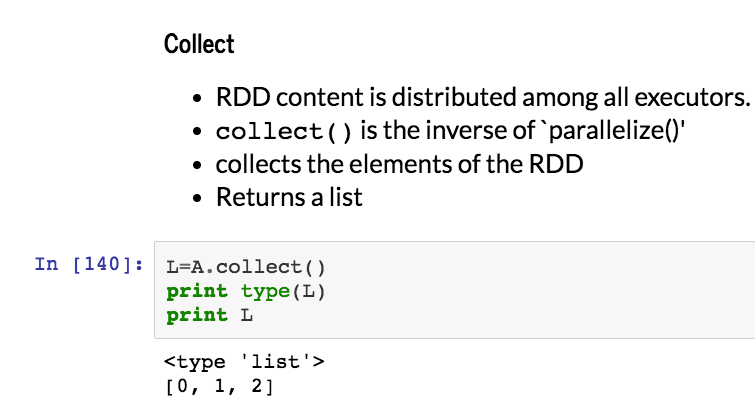 Collect
• RDD content is distributed among all executors.
• collect() is the inverse of `parallelize()'
• collects the elements of the RDD
• Returns a list
In [140]: L=A.collect()
print type(L)
print L
<type 'list'>
[0, 1, 2]